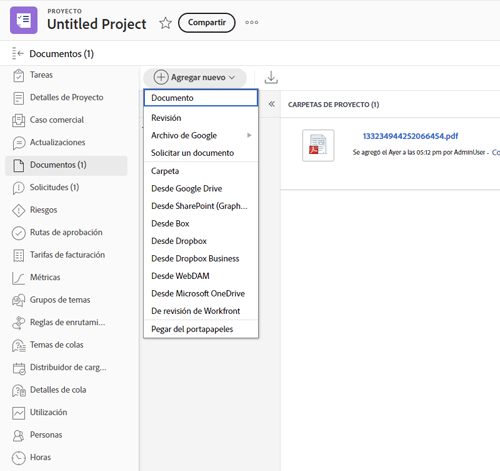 PROYECTO
Untitled Project
Compartir
Documentos (1)
Tareas
Detalles de Proyecto
Caso comercial
Actualizaciones
Documentos (1)
Solicitudes (1)
Riesgos
Rutas de aprobación
Tarifas de facturación
Métricas
Grupos de temas
Reglas de enrutami...
Temas de colas
Distribuidor de carg...
Detalles de cola
Utilización
Personas
Horas
Agregar nuevo
Documento
Revisión
Archivo de Google
Solicitar un documento
Carpeta
Desde Google Drive
Desde SharePoint (Graph...
Desde Box
Desde Dropbox
Desde Dropbox Business
Desde WebDAM
Desde Microsoft OneDrive
De revisión de Workfront
Pegar del portapapeles
CARPETAS DE PROYECTO (1)
133234944252066454.pdf
Se agregó el Ayer a las 05:12 pm por AdminUser - Co